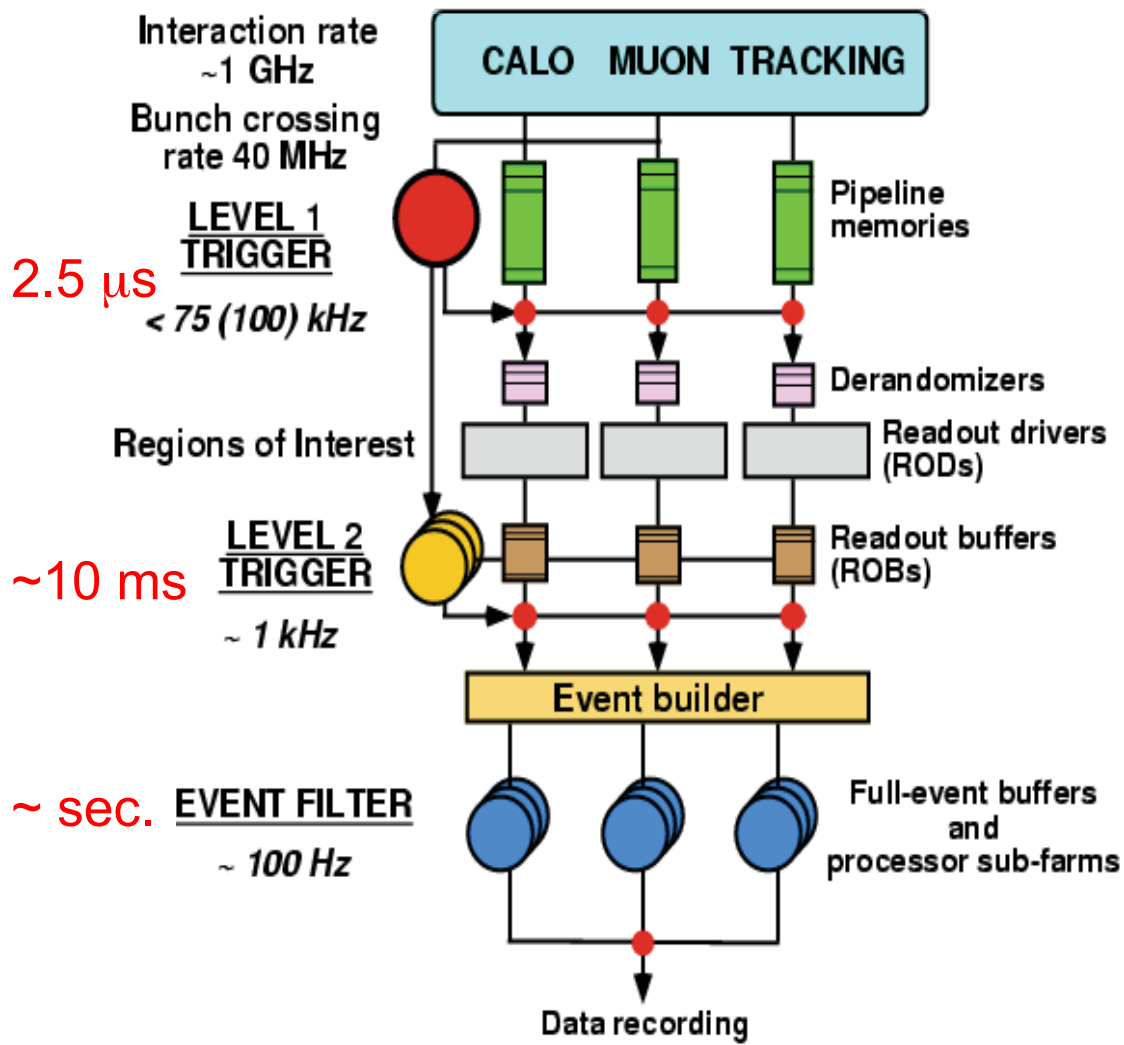 Interaction rate
~1 GHz
CALO MUON TRACKING
Bunch crossing
rate 40 MHz
Pipeline
memories
LEVEL 1
TRIGGER
2.5 μs
< 75 (100) kHz
Derandomizers
Regions of Interest
Readout drivers
(RODs)
LEVEL 2
TRIGGER
~10 ms
~ 1 kHz
Readout buffers
(ROBs)
Event builder
~ sec.
EVENT FILTER
~ 100 Hz
Full-event buffers
and
processor sub-farms
Data recording